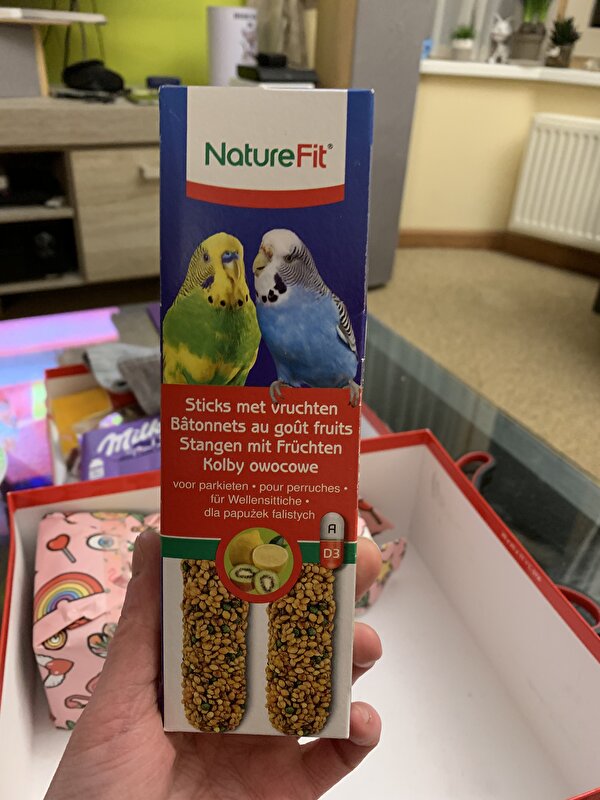 NatureFit®
Sticks met vruchten
Bâtonnets au goût fruits
Stangen mit Früchten
Kolby owocowe
voor parkieten • pour perruches •
für Wellensittiche •
dla papużek falistych
A
D3
Milka